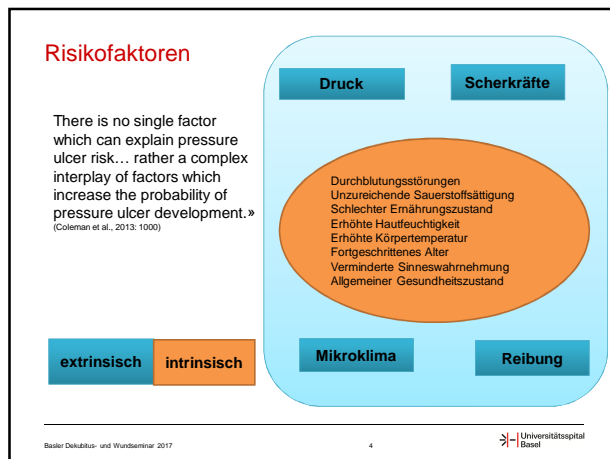 Risikofaktoren
There is no single factor
which can explain pressure
ulcer risk… rather a complex
interplay of factors which
increase the probability of
pressure ulcer development.»
(Coleman et al., 2013: 1000)
Druck
Scherkräfte
Durchblutungsstörungen
Unzureichende Sauerstoffsättigung
Schlechter Ernährungszustand
Erhöhte Hautfeuchtigkeit
Erhöhte Körpertemperatur
Fortgeschrittenes Alter
Verminderte Sinneswahrnehmung
Allgemeiner Gesundheitszustand
Mikroklima
Reibung
extrinsisch
intrinsisch
Basler Dekubitus- und Wundseminar 2017
4
Universitätsspital
Basel